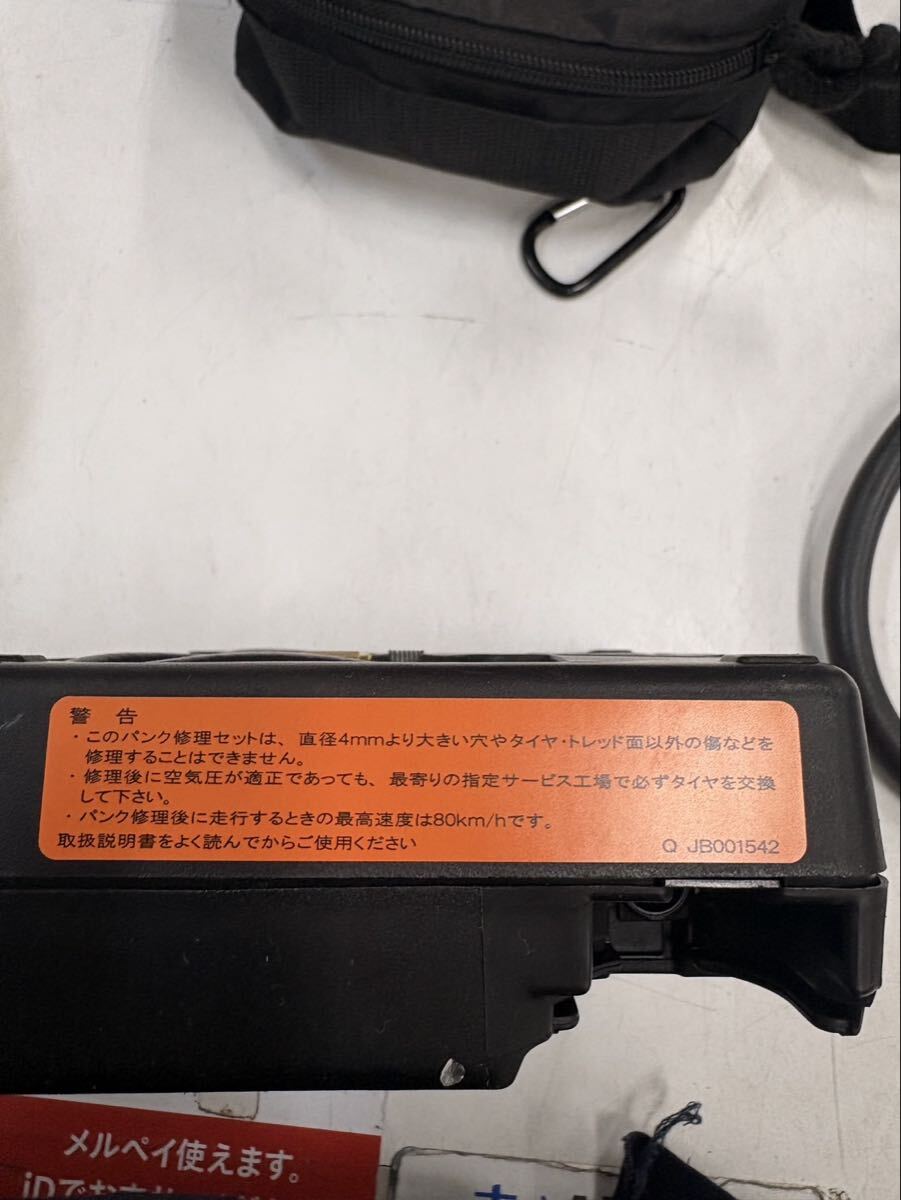 警 告
・このパンク修理セットは、直径4mmより大きい穴やタイヤ・トレッド面以外の傷などを
修理することはできません。
・修理後に空気圧が適正であっても、最寄りの指定サービス工場で必ずタイヤを交換
して下さい。
・パンク修理後に走行するときの最高速度は80km/hです。
取扱説明書をよく読んでからご使用ください
Q JB001542
メルペイ使えます。
iDでお